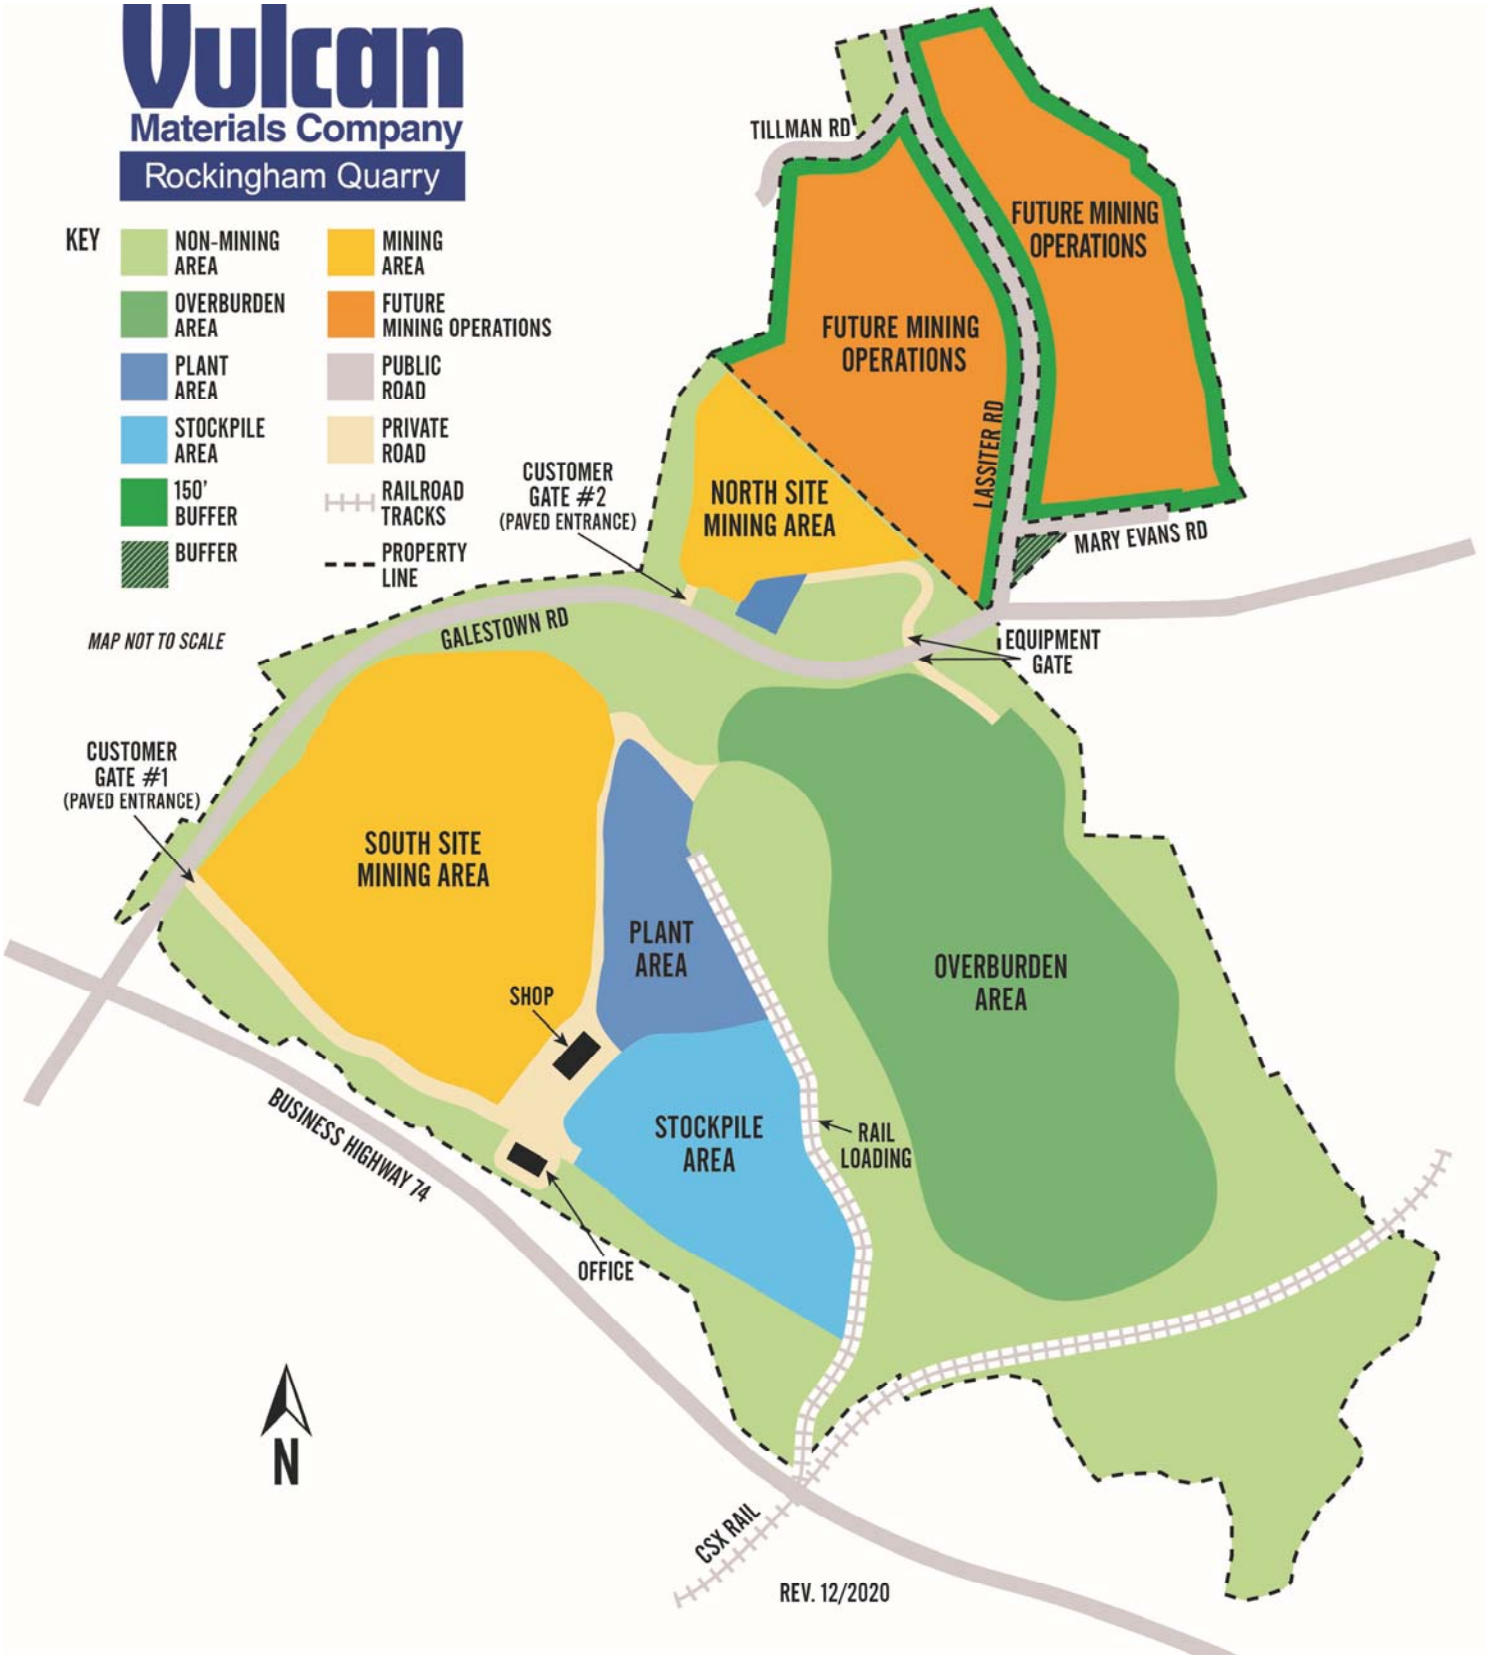 Vulcan
Materials Company
Rockingham Quarry
KEY
NON-MINING
AREA
OVERBURDEN
AREA
PLANT
AREA
STOCKPILE
AREA
150'
BUFFER
BUFFER
MINING
AREA
FUTURE
MINING OPERATIONS
PUBLIC
ROAD
PRIVATE
ROAD
RAILROAD
TRACKS
PROPERTY
LINE
MAP NOT TO SCALE
TILLMAN RD
FUTURE MINING
OPERATIONS
FUTURE MINING
OPERATIONS
LASSITER RD
CUSTOMER
GATE #2
(PAVED ENTRANCE)
NORTH SITE
MINING AREA
MARY EVANS RD
GALESTOWN RD
EQUIPMENT
GATE
CUSTOMER
GATE #1
(PAVED ENTRANCE)
SOUTH SITE
MINING AREA
PLANT
AREA
OVERBURDEN
AREA
SHOP
BUSINESS HIGHWAY 74
STOCKPILE
AREA
RAIL
LOADING
OFFICE
N
CSX RAIL
REV. 12/2020